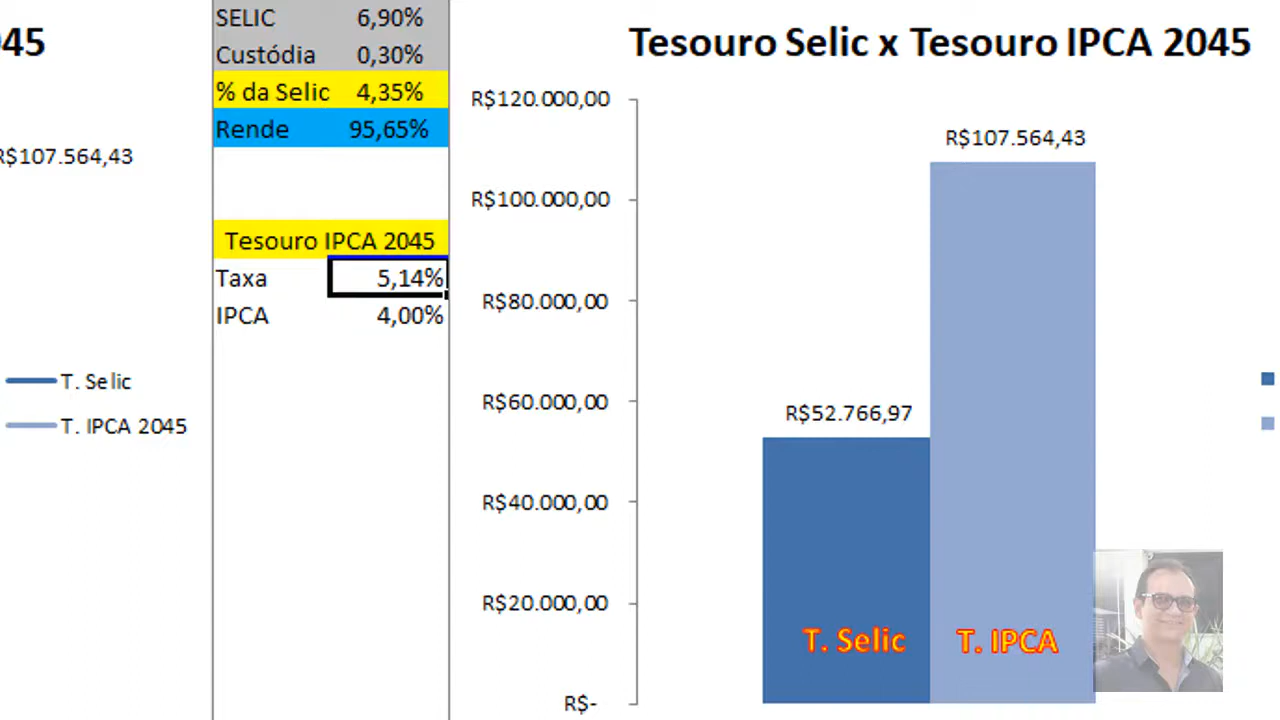 045
R$107.564,43
T. Selic
T. IPCA 2045
SELIC 6,90%
Custódia 0,30%
% da Selic 4,35%
Rende 95,65%
Tesouro IPCA 2045
Taxa 5,14%
IPCA 4,00%
Tesouro Selic x Tesouro IPCA 2045
R$120.000,00
R$100.000,00
R$80.000,00
R$60.000,00
R$40.000,00
R$20.000,00
R$-
R$107.564,43
R$52.766,97
T. Selic
T. IPCA